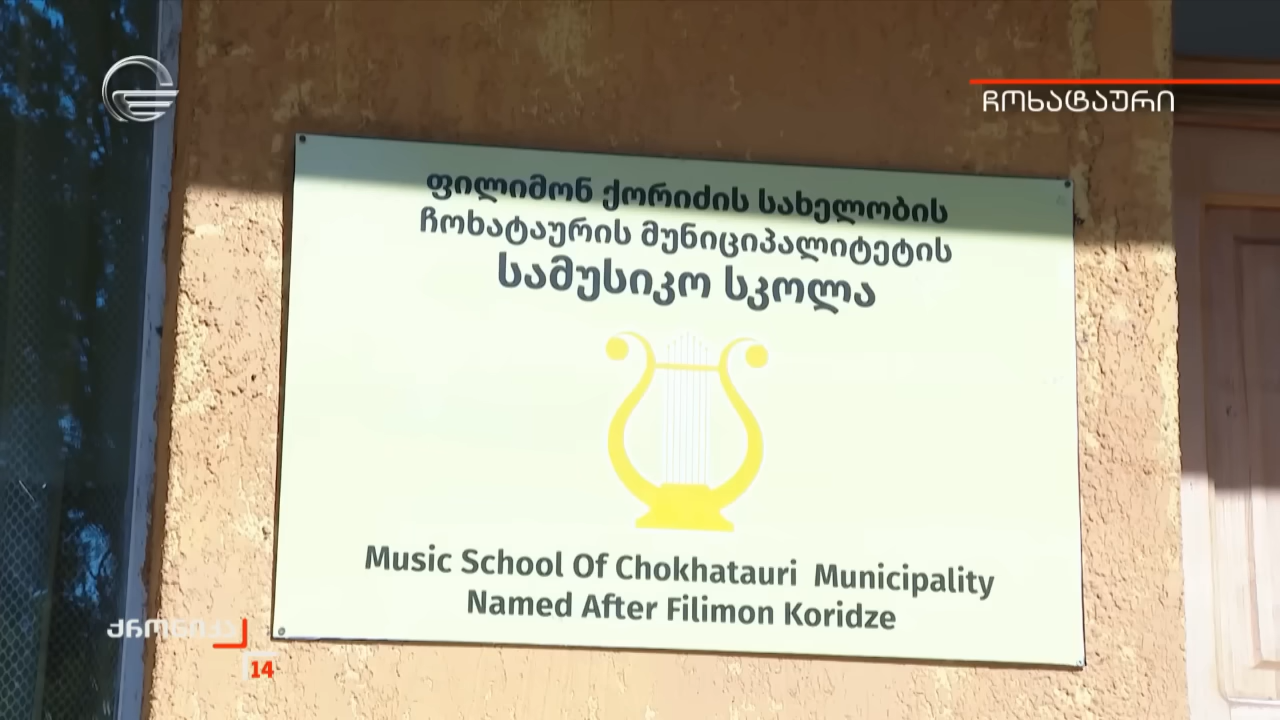 ჩოხატაური
ფილიმონ ქორიძის სახელობის
ჩოხატაურის მუნიციპალიტეტის
სამუსიკო სკოლა
Music School Of Chokhatauri Municipality
Named After Filimon Koridze
ქრონიკა
14